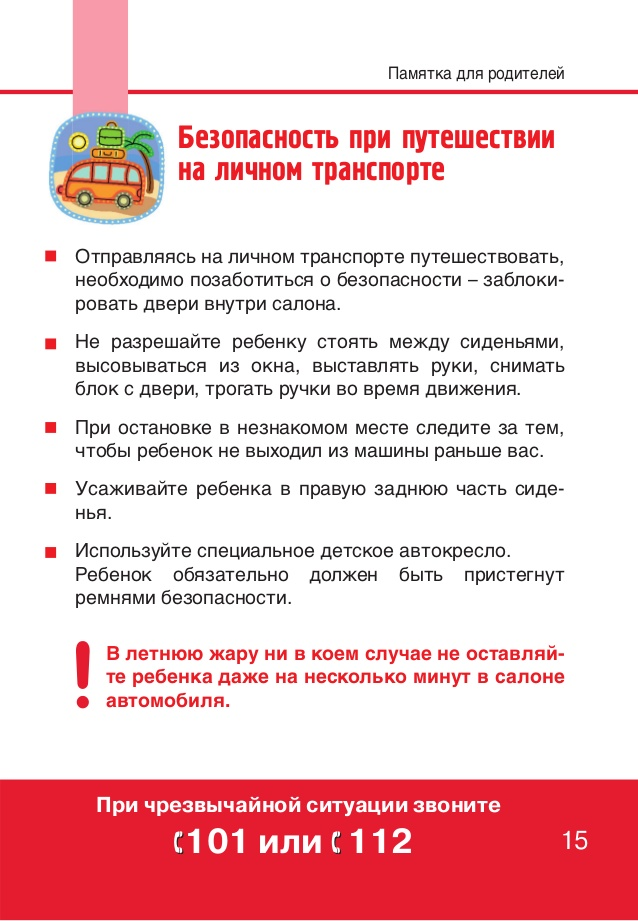 Памятка для родителей
Безопасность при путешествии
на личном транспорте
Отправляясь на личном транспорте путешествовать,
необходимо позаботиться о безопасности – заблоки-
ровать двери внутри салона.
Не разрешайте ребенку стоять между сиденьями,
высовываться из окна, выставлять руки, снимать
блок с двери, трогать ручки во время движения.
При остановке в незнакомом месте следите за тем,
чтобы ребенок не выходил из машины раньше вас.
Усаживайте ребенка в правую заднюю часть сиде-
нья.
Используйте специальное детское автокресло.
Ребенок обязательно должен быть пристегнут
ремнями безопасности.
! В летнюю жару ни в коем случае не оставляй-
те ребенка даже на несколько минут в салоне
автомобиля.
При чрезвычайной ситуации звоните
101 или 112
15